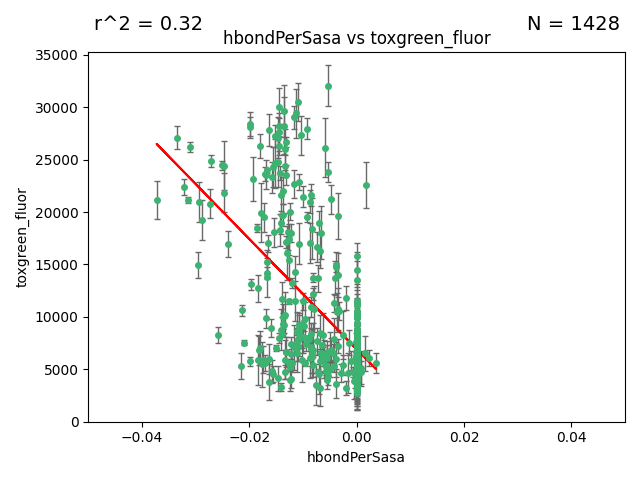 r^2 = 0.32
N = 1428
hbondPerSasa vs toxgreen_fluor
35000
30000
25000
20000
15000
10000
5000
0
toxgreen_fluor
−0.04
−0.02
0.00
0.02
0.04
hbondPerSasa